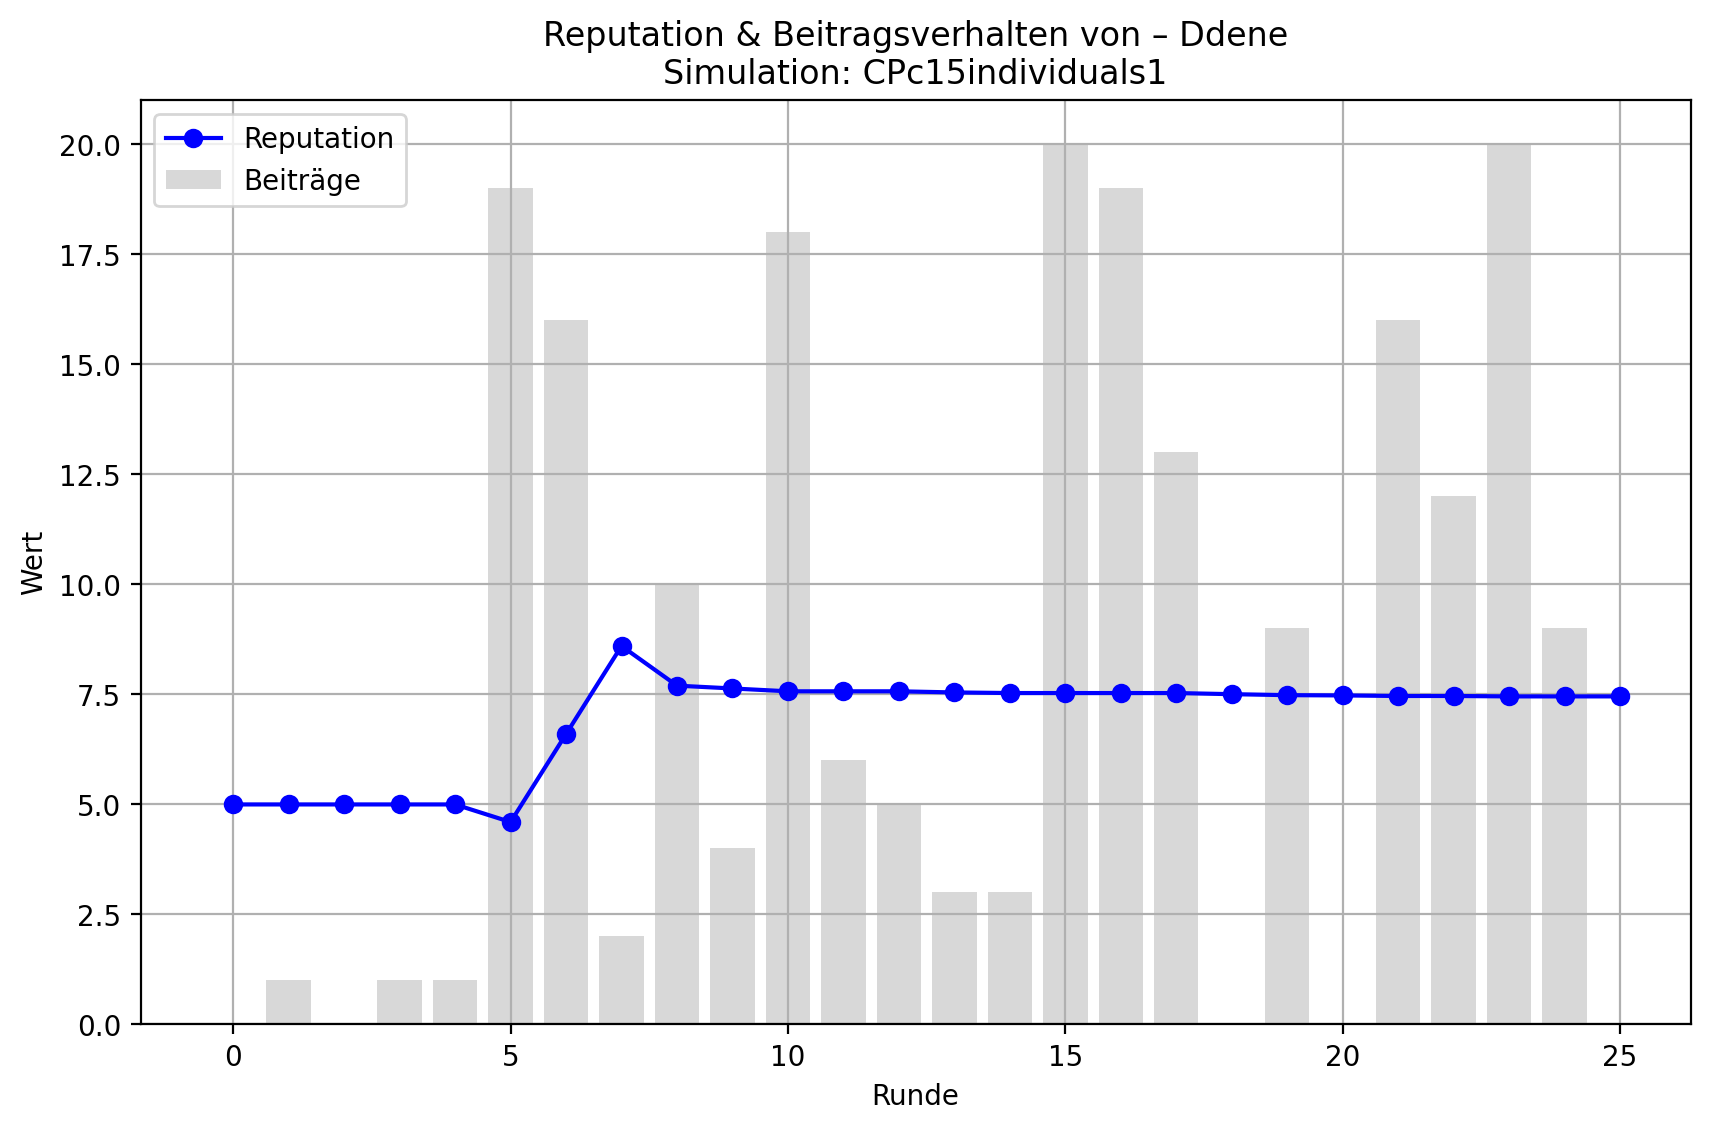 Reputation & Beitragsverhalten von – Ddene
Simulation: CPc15individuals1
Reputation
Beiträge
20.0
17.5
15.0
12.5
10.0
7.5
5.0
2.5
0.0
Wert
0 5 10 15 20 25
Runde